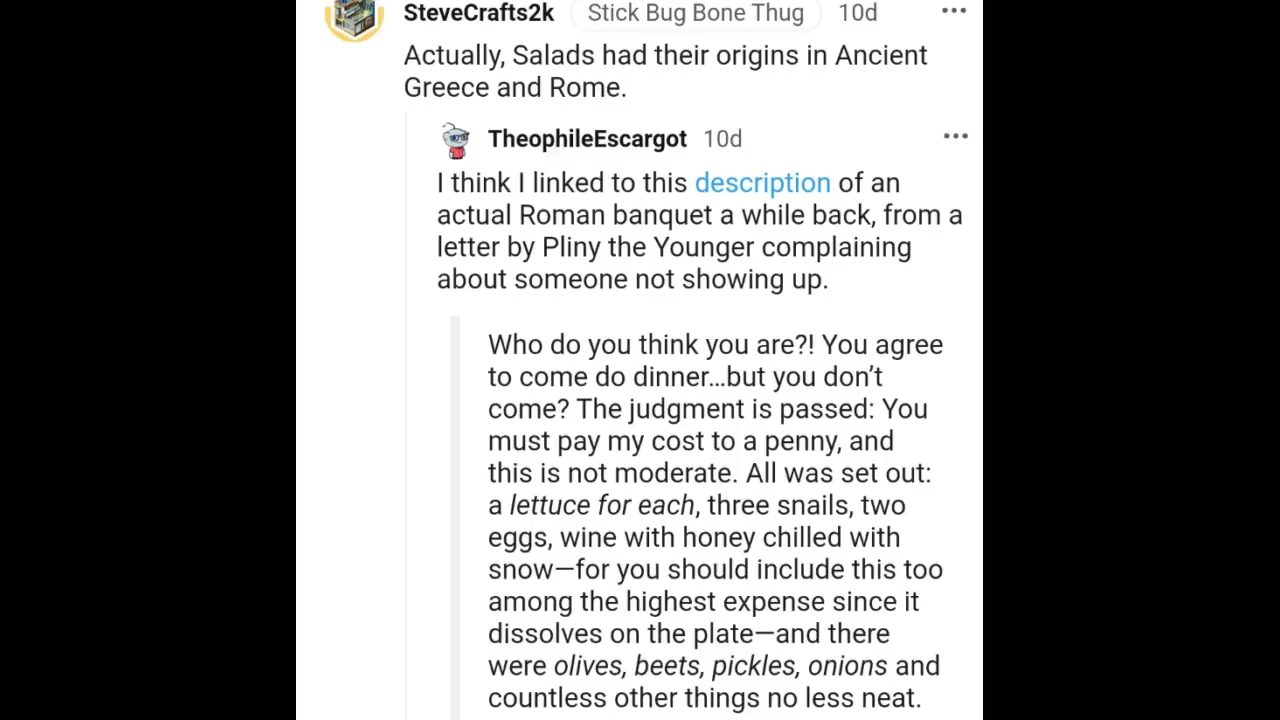 SteveCrafts2k Stick Bug Bone Thug 10d
Actually, Salads had their origins in Ancient
Greece and Rome.
TheophileEscargot 10d
I think I linked to this description of an
actual Roman banquet a while back, from a
letter by Pliny the Younger complaining
about someone not showing up.
Who do you think you are?! You agree
to come do dinner…but you don’t
come? The judgment is passed: You
must pay my cost to a penny, and
this is not moderate. All was set out:
a lettuce for each, three snails, two
eggs, wine with honey chilled with
snow—for you should include this too
among the highest expense since it
dissolves on the plate—and there
were olives, beets, pickles, onions and
countless other things no less neat.